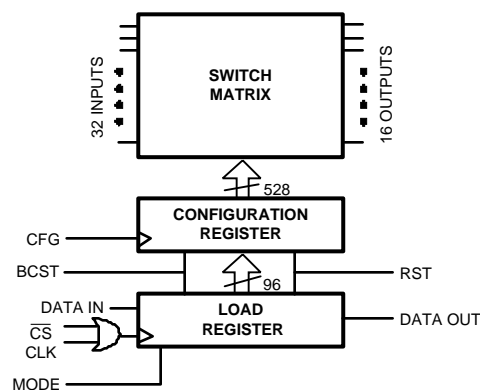 SWITCH
MATRIX
32 INPUTS
16 OUTPUTS
528
CONFIGURATION
REGISTER
CFG
BCST
96
RST
DATA IN
LOAD
REGISTER
DATA OUT
CS
CLK
MODE